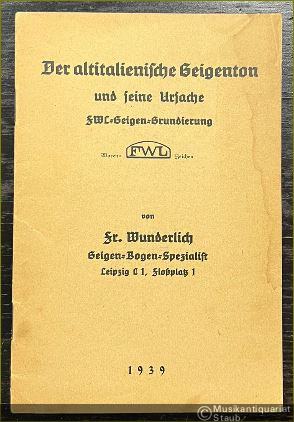 Der altitalienische Geigenton
und seine Ursache
FWL-Geigen-Grundierung
Waren- FWL Zeichen
von
Fr. Wunderlich
Geigen-Bogen-Spezialist
Leipzig C 1, Floßplatz 1
1939
©Musikantiquariat
Staub